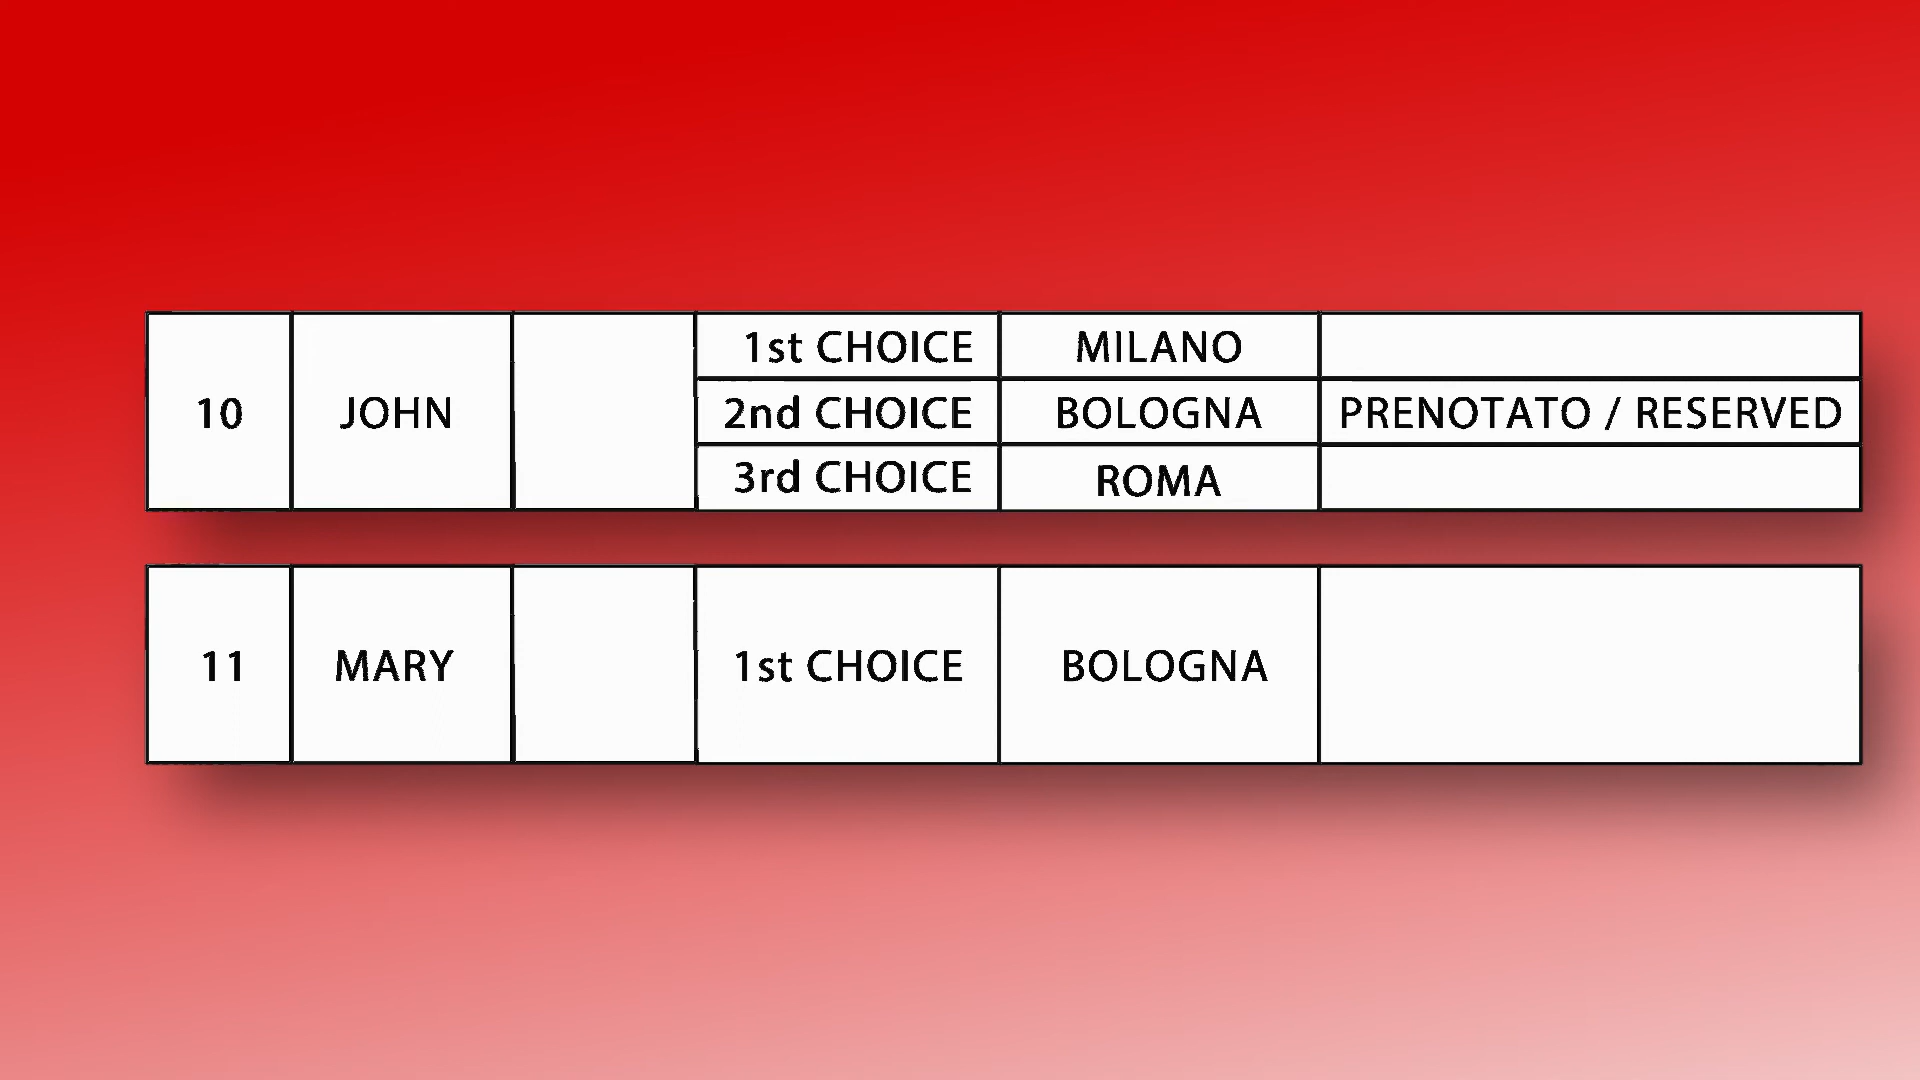 10 JOHN
1st CHOICE MILANO
2nd CHOICE BOLOGNA PRENOTATO / RESERVED
3rd CHOICE ROMA
11 MARY 1st CHOICE BOLOGNA